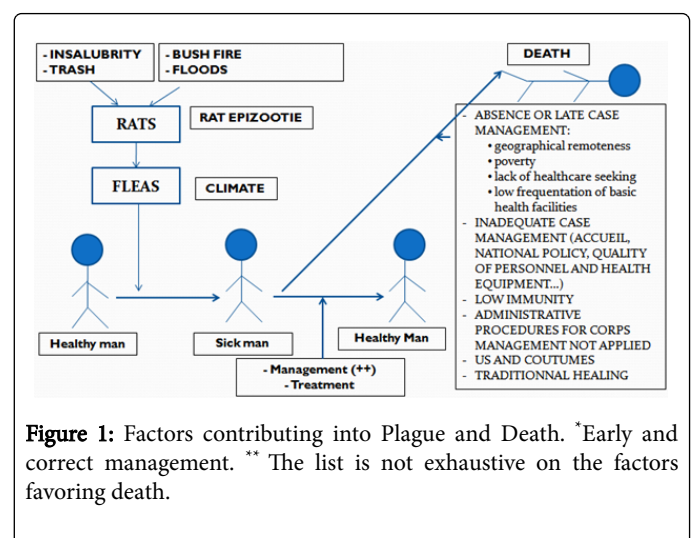 - INSALUBRITY
- TRASH
- BUSH FIRE
- FLOODS
DEATH
RATS
RAT EPIZOOTIE
FLEAS
CLIMATE
Healthy man
Sick man
Healthy Man
- Management (++)
- Treatment
- ABSENCE OR LATE CASE
MANAGEMENT:
• geographical remoteness
• poverty
• lack of healthcare seeking
• low frequentation of basic
health facilities
- INADEQUATE CASE
MANAGEMENT (ACCUEIL,
NATIONAL POLICY, QUALITY
OF PERSONNEL AND HEALTH
EQUIPMENT...)
- LOW IMMUNITY
- ADMINISTRATIVE
PROCEDURES FOR CORPS
MANAGEMENT NOT APPLIED
- US AND COUTUMES
- TRADITIONNAL HEALING
Figure 1: Factors contributing into Plague and Death. *Early and
correct management. ** The list is not exhaustive on the factors
favoring death.